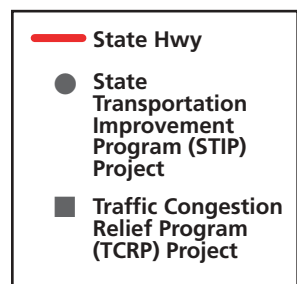 State Hwy
State
Transportation
Improvement
Program (STIP)
Project
Traffic Congestion
Relief Program
(TCRP) Project